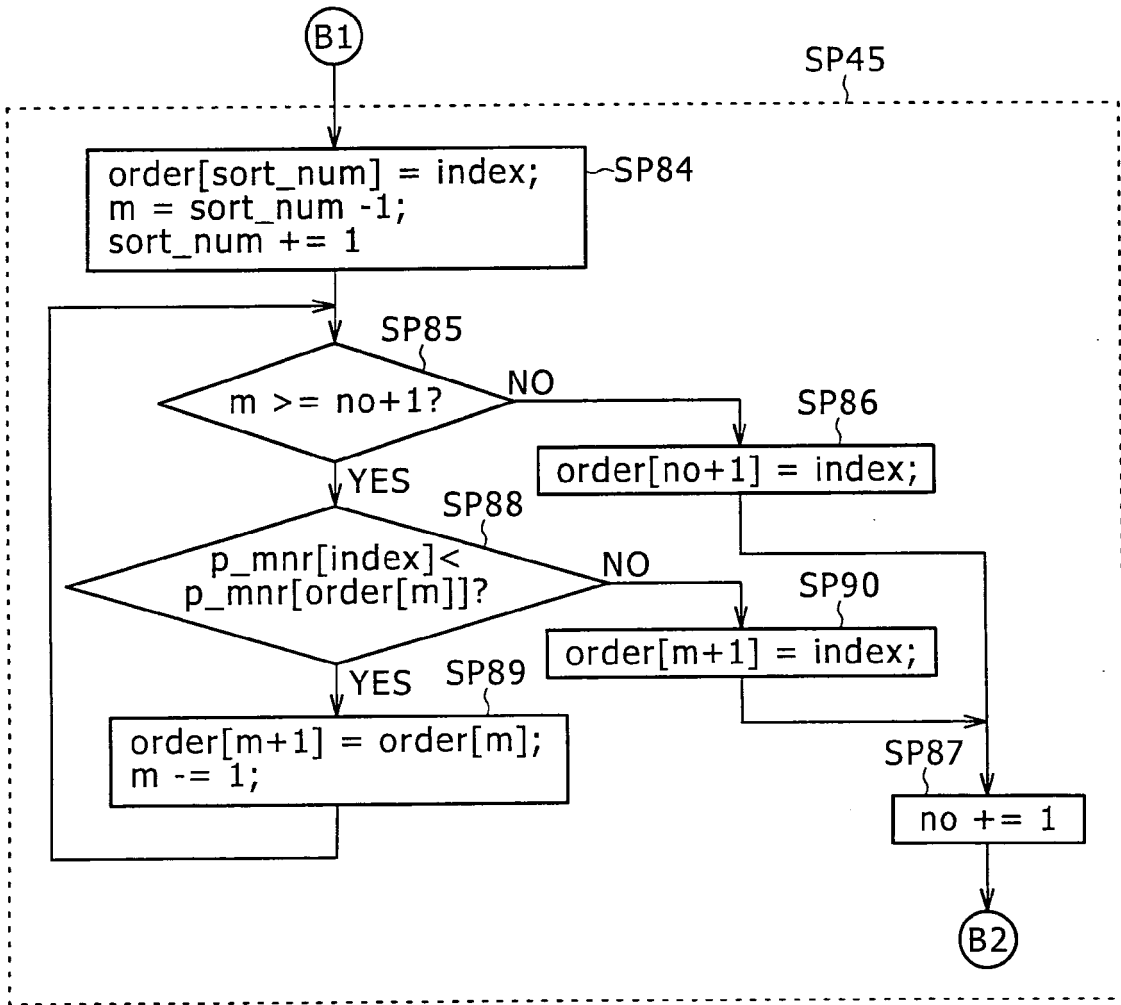 B1
SP45
order[sort_num] = index;
m = sort_num -1;
sort_num += 1
SP84
SP85
m >= no+1?
NO
SP86
order[no+1] = index;
YES
SP88
p_mnr[index]<
p_mnr[order[m]]?
NO
SP90
order[m+1] = index;
YES
SP89
order[m+1] = order[m];
m -= 1;
SP87
no += 1
B2